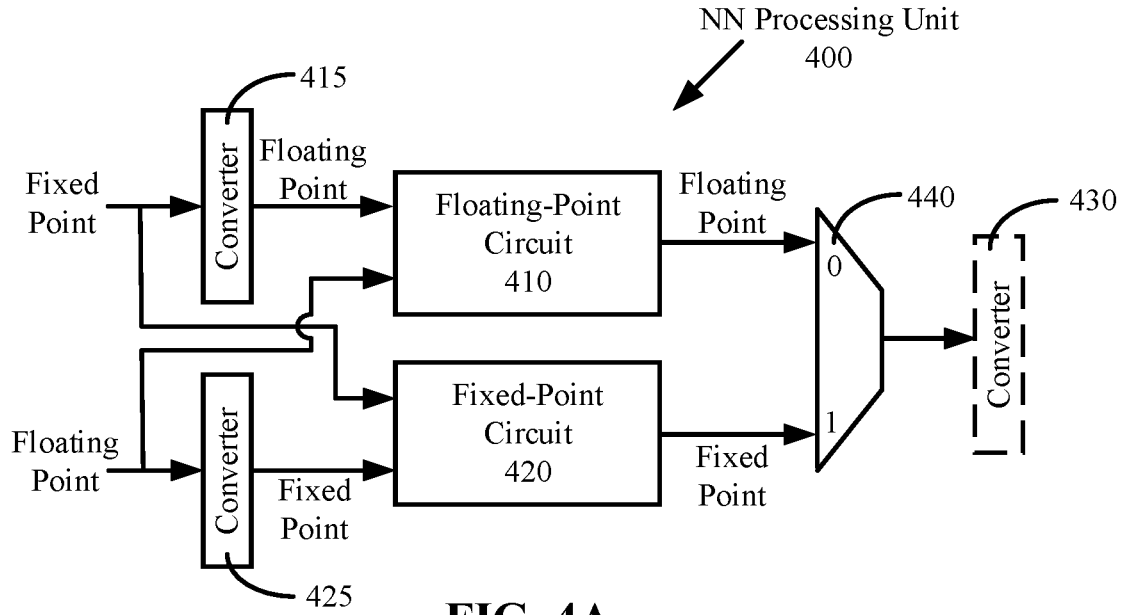 NN Processing Unit
400
415
Converter
Fixed
Point
Floating
Point
Floating-Point
Circuit
410
Floating
Point
440
430
0
Converter
Fixed-Point
Circuit
420
1
Fixed
Point
Floating
Point
Converter
Fixed
Point
425
FIG. 4A